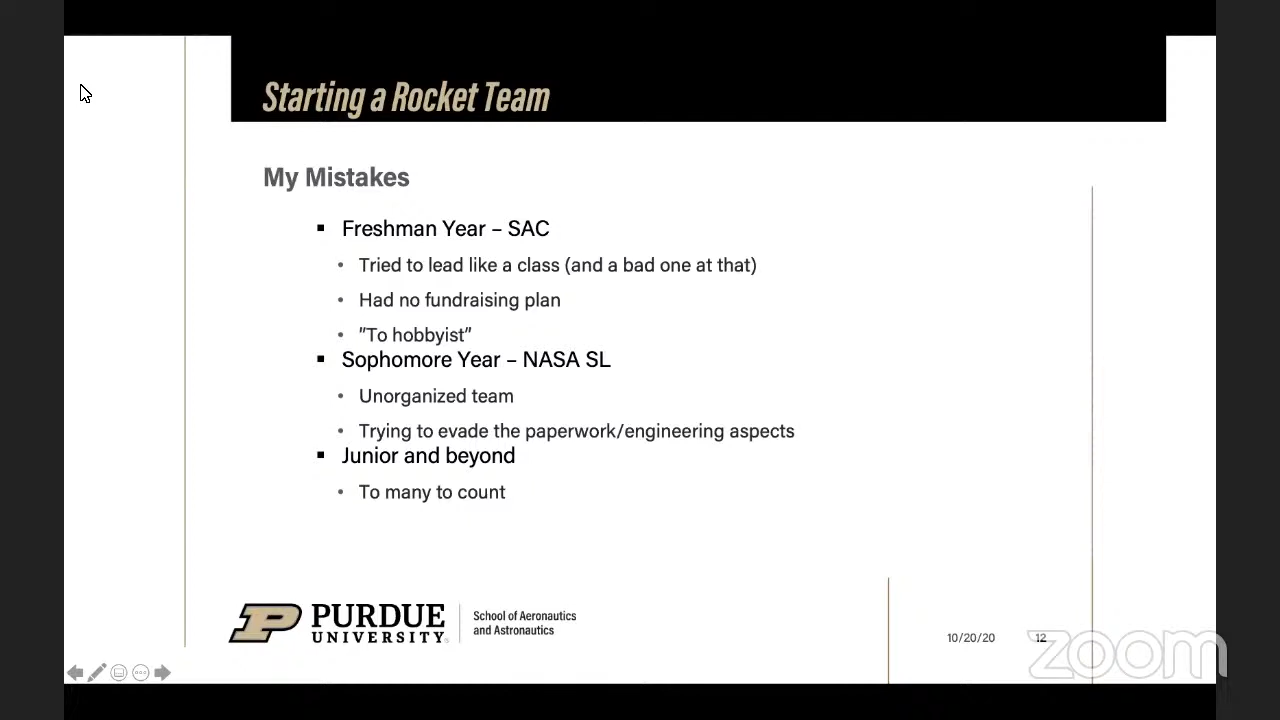 Starting a Rocket Team
My Mistakes
▪ Freshman Year – SAC
• Tried to lead like a class (and a bad one at that)
• Had no fundraising plan
• ”To hobbyist”
▪ Sophomore Year – NASA SL
• Unorganized team
• Trying to evade the paperwork/engineering aspects
▪ Junior and beyond
• To many to count
PURDUE
UNIVERSITY
School of Aeronautics
and Astronautics
10/20/20
12
zoom